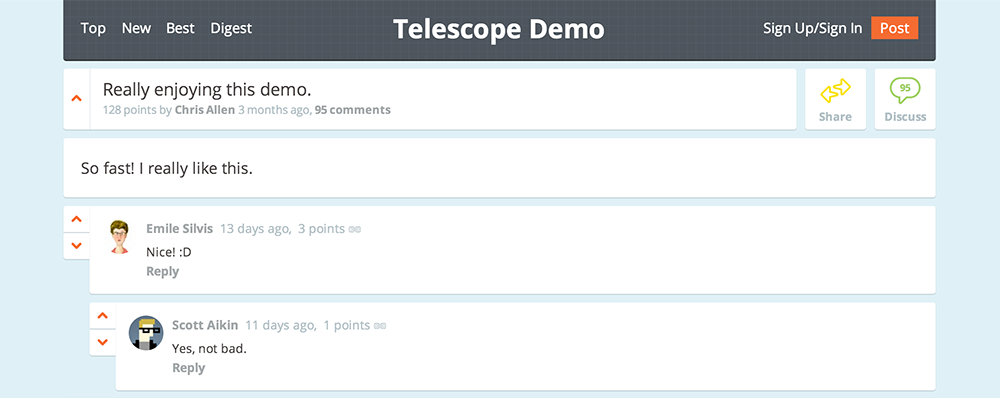 Top New Best Digest Telescope Demo Sign Up/Sign In Post
Really enjoying this demo.
128 points by Chris Allen 3 months ago, 95 comments
95
Share
Discuss
So fast! I really like this.
Emile Silvis 13 days ago, 3 points
Nice! :D
Reply
Scott Aikin 11 days ago, 1 points
Yes, not bad.
Reply